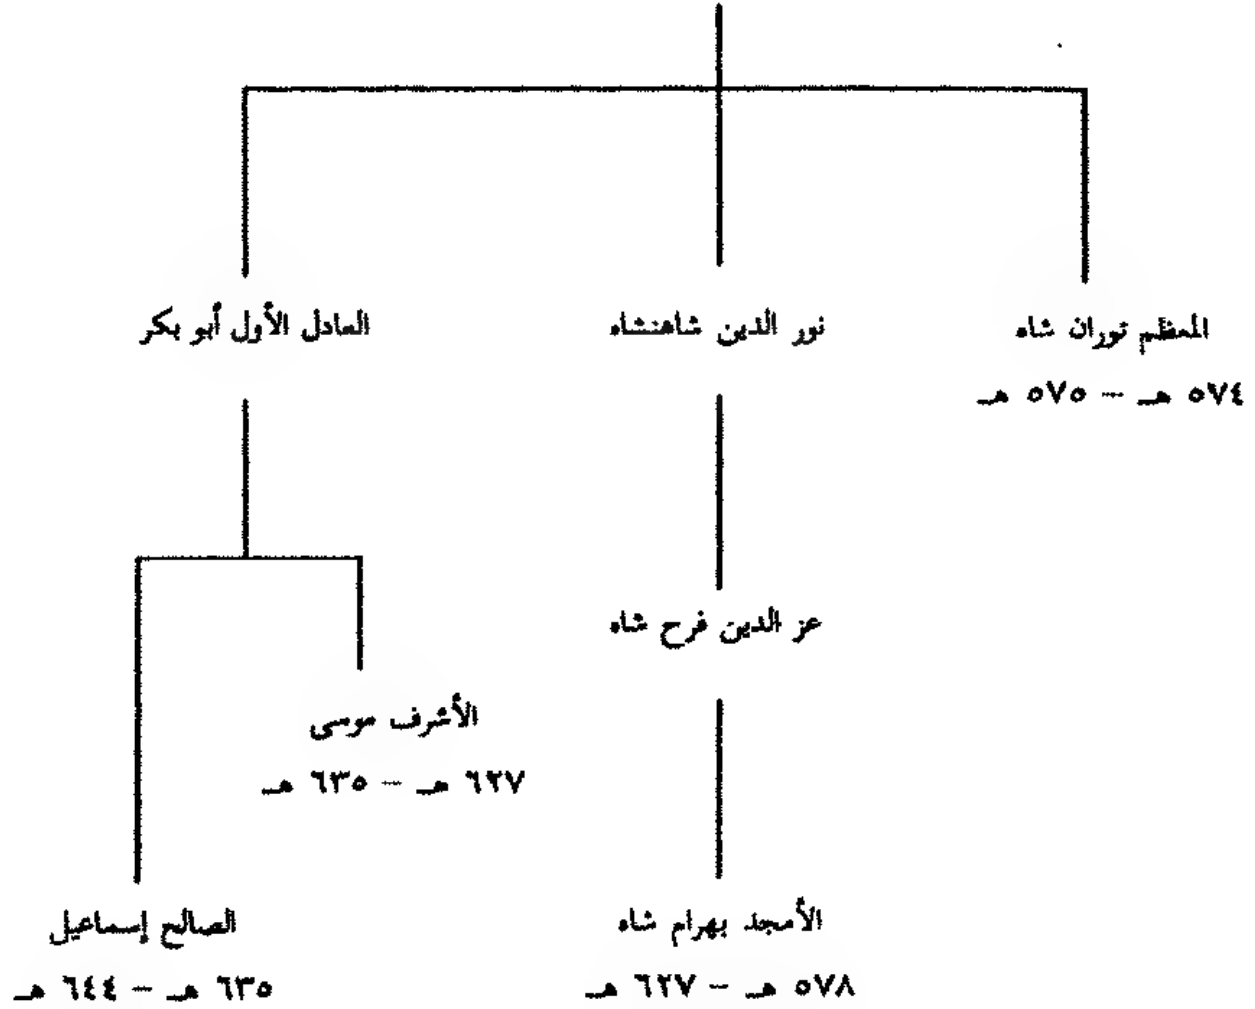 المعظم توران شاه
٥٧٤ هـ – ٥٧٥ هـ
نور الدين شاهنشاه
العادل الأول أبو بكر
عز الدين فرح شاه
الأشرف موسى
٦٢٧ هـ – ٦٣٥ هـ
الأمجد بهرام شاه
٥٧٨ هـ – ٦٢٧ هـ
الصالح إسماعيل
٦٣٥ هـ – ٦٤٤ هـ